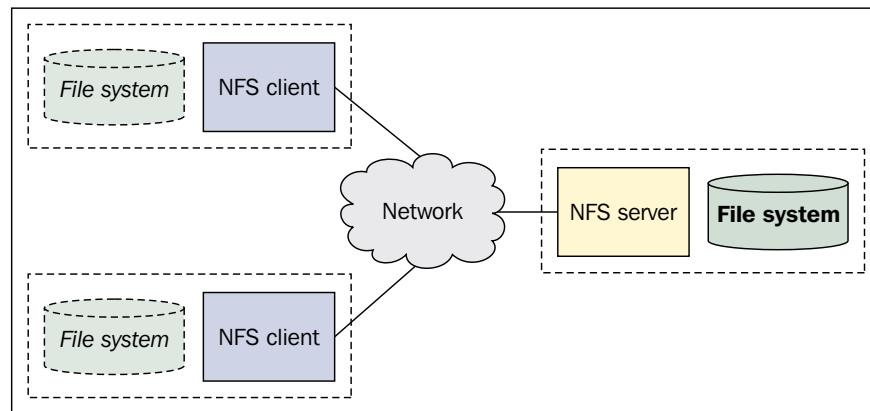 File system
NFS client
Network
NFS server
File system
File system
NFS client